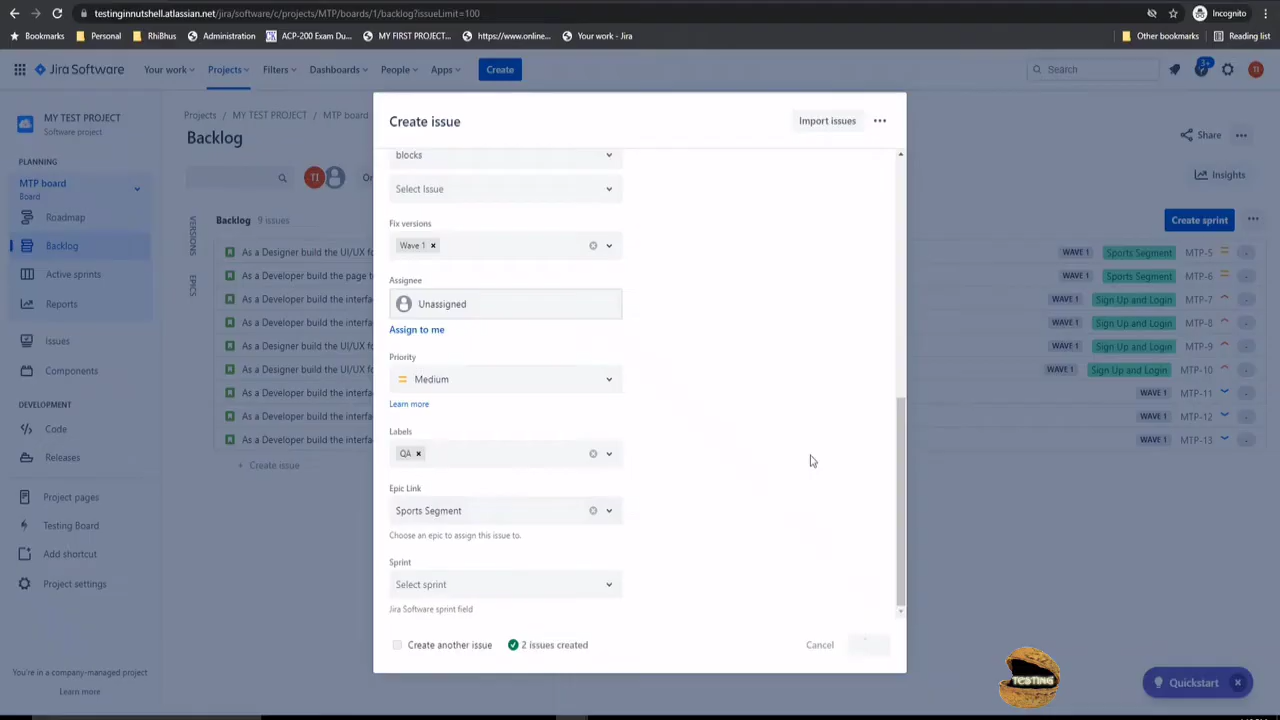 testinginnutshell.atlassian.net/jira/software/c/projects/MTP/boards/1/backlog?issueLimit=100
Incognito
Bookmarks
Personal
RhiBhus
Administration
ACP-200 Exam Du...
MY FIRST PROJECT...
https://www.online...
Your work - Jira
Other bookmarks
Reading list
Jira Software
Your work
Projects
Filters
Dashboards
People
Apps
Create
Search
3+
TI
MY TEST PROJECT
Software project
PLANNING
MTP board
Board
Roadmap
Backlog
Active sprints
Reports
Issues
Components
DEVELOPMENT
Code
Releases
Project pages
Testing Board
Add shortcut
Project settings
You're in a company-managed project
Learn more
Projects / MY TEST PROJECT / MTP board
Backlog
Share
TI
Insights
VERSIONS
EPICS
Backlog 9 issues
Create sprint
As a Designer build the UI/UX fo
WAVE 1 Sports Segment MTP-5 -
As a Developer build the page t
WAVE 1 Sports Segment MTP-6 -
As a Developer build the interfa
WAVE 1 Sign Up and Login MTP-7 -
As a Developer build the interfa
WAVE 1 Sign Up and Login MTP-8 -
As a Designer build the UI/UX fo
WAVE 1 Sign Up and Login MTP-9 -
As a Designer build the UI/UX fo
WAVE 1 Sign Up and Login MTP-10 -
As a Developer build the interfa
WAVE 1 MTP-11 -
As a Developer build the interfa
WAVE 1 MTP-12 -
As a Developer build the interfa
WAVE 1 MTP-13 -
+ Create issue
Create issue
Import issues
blocks
Select Issue
Fix versions
Wave 1
Assignee
Unassigned
Assign to me
Priority
Medium
Learn more
Labels
QA
Epic Link
Sports Segment
Choose an epic to assign this issue to.
Sprint
Select sprint
Jira Software sprint field
Create another issue
2 issues created
Cancel
TESTING
Quickstart